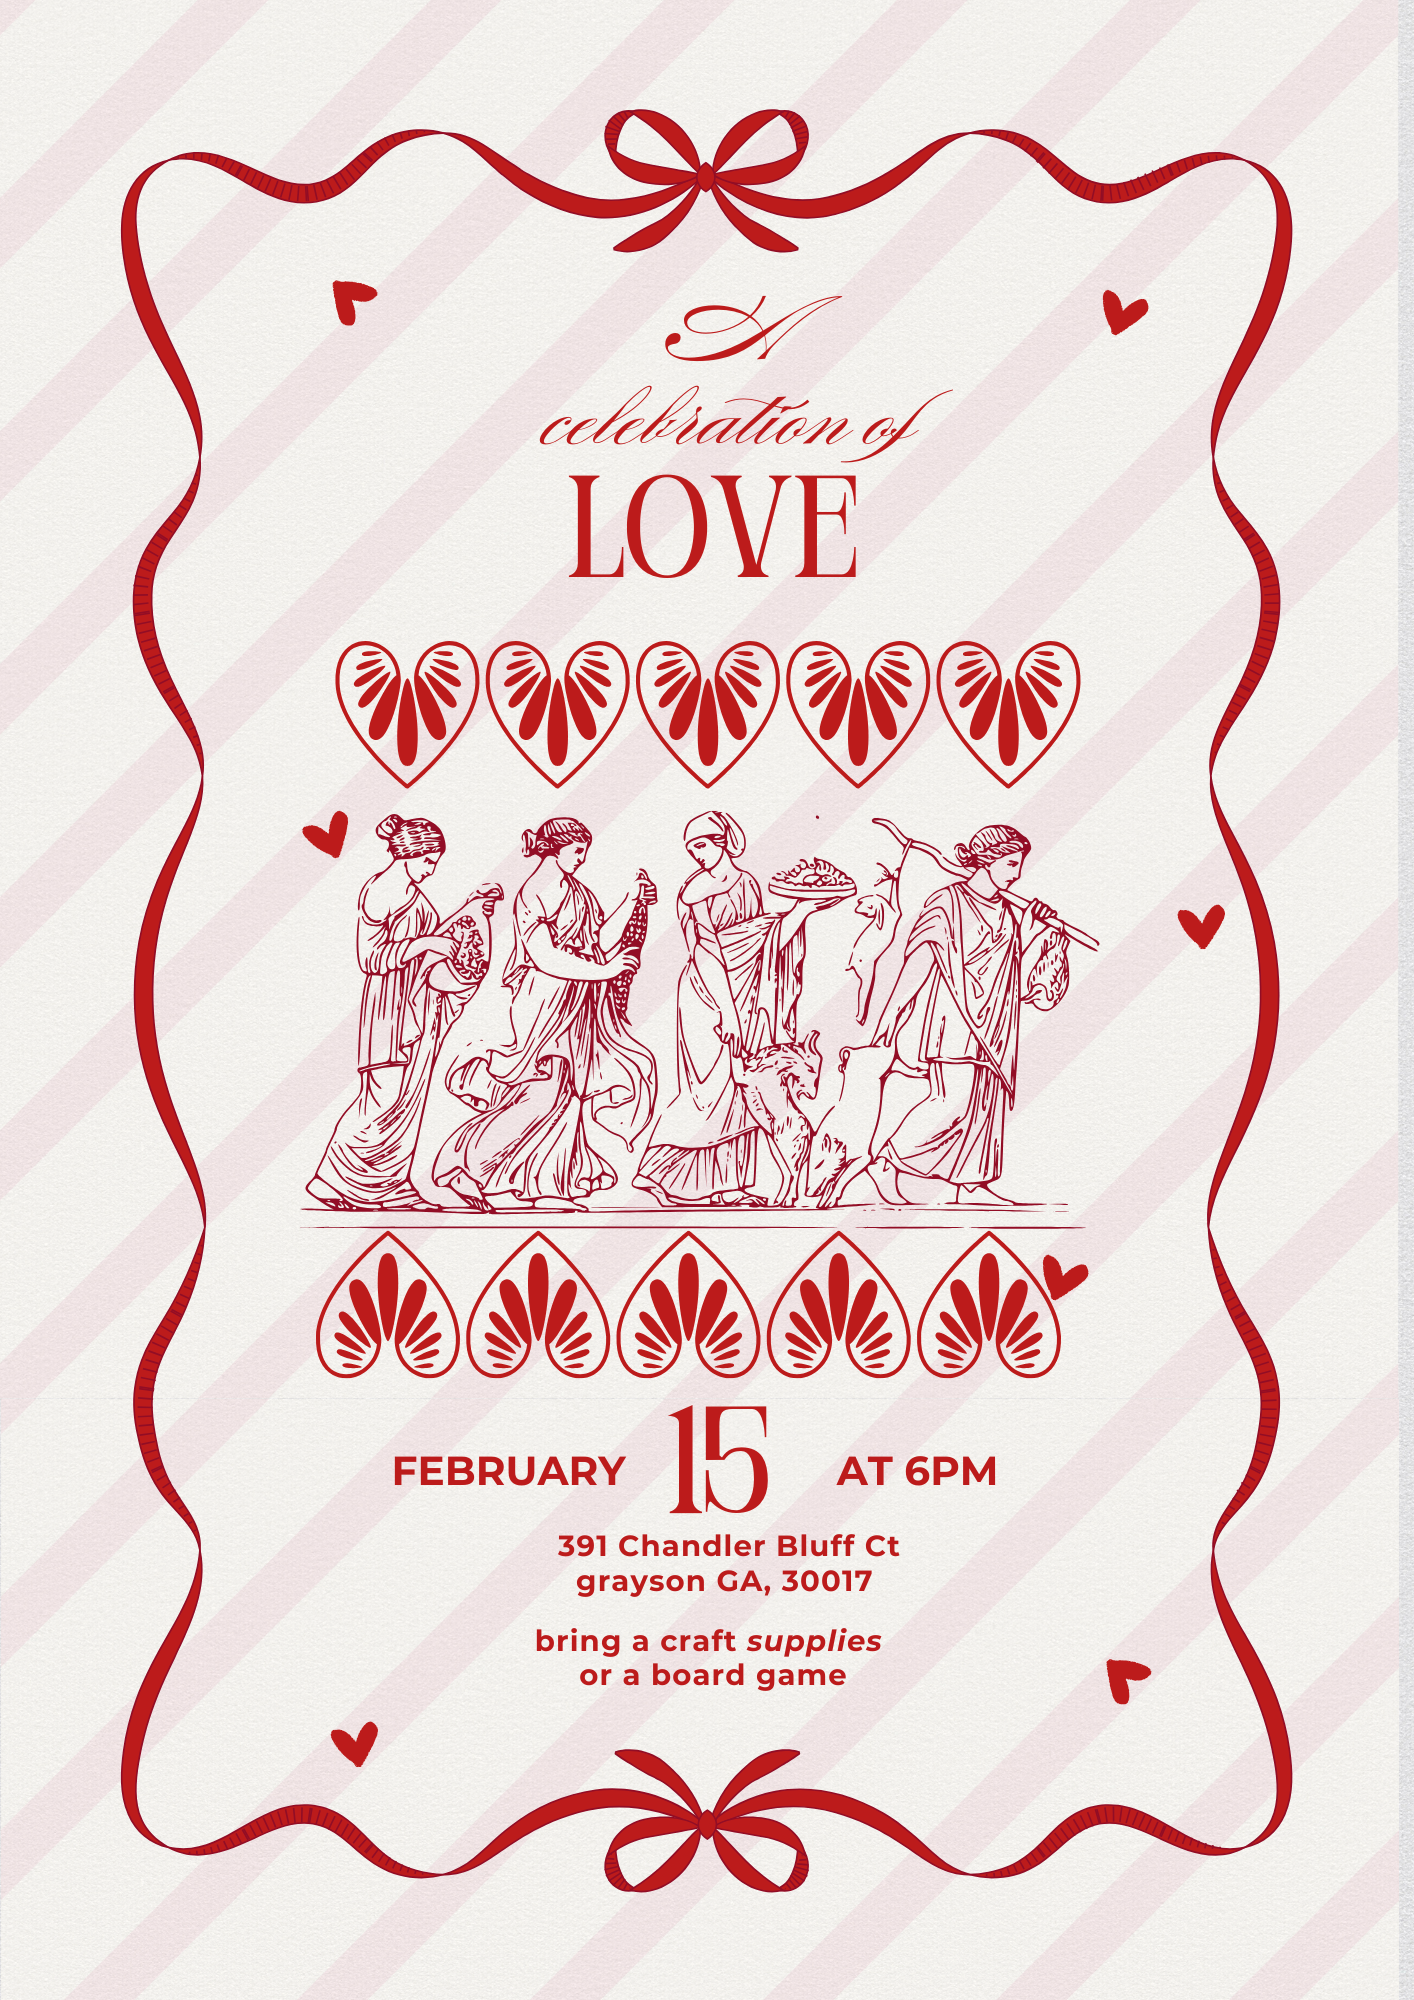 A
celebration of
LOVE
FEBRUARY 15 AT 6PM
391 Chandler Bluff Ct
grayson GA, 30017
bring a craft supplies
or a board game